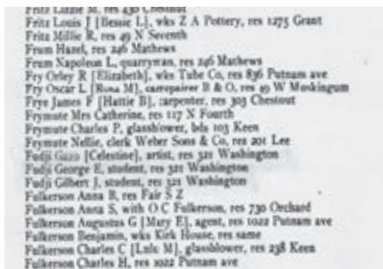 Fritz Lizzie M, res 430 Chestnut
Fritz Louis J [Bessie L], wks Z A Pottery, res 1275 Grant
Fritz Millie R, res 49 N Seventh
Frum Hazel, res 246 Mathews
Frum Napoleon L, quarryman, res 246 Mathews
Fry Orley R [Elizabeth], wks Tube Co, res 836 Putnam ave
Fry Oscar L [Runa M], carrepairer B & O, res 49 W Muskingum
Frye James F [Hattie B], carpenter, res 303 Chestnut
Frymute Mrs Catherine, res 117 N Fourth
Frymute Charles P, glassblower, bds 103 Keen
Frymute Nellie, clerk Weber Sons & Co, res 201 Lee
Fudji Gazo [Celestine], artist, res 321 Washington
Fudji George E, student, res 321 Washington
Fudji Gilbert J, student, res 321 Washington
Fulkerson Anna B, res Fair S Z
Fulkerson Anna S, with O C Fulkerson, res 730 Orchard
Fulkerson Augustus G [Mary E], agent, res 1022 Putnam ave
Fulkerson Benjamin, wks Kirk House, res same
Fulkerson Charles C [Lulu M], glassblower, res 238 Keen
Fulkerson Charles H, res 1022 Putnam ave